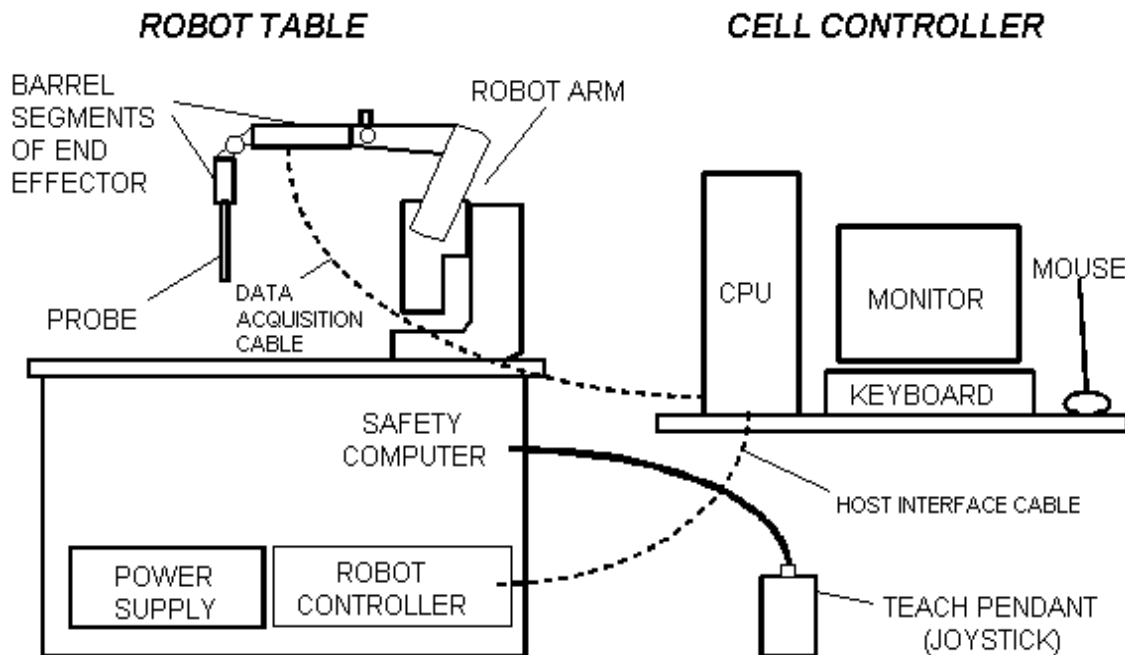 ROBOT TABLE
CELL CONTROLLER
BARREL
SEGMENTS
OF END
EFFECTOR
ROBOT ARM
PROBE
DATA
ACQUISITION
CABLE
CPU
MONITOR
MOUSE
KEYBOARD
SAFETY
COMPUTER
HOST INTERFACE CABLE
POWER
SUPPLY
ROBOT
CONTROLLER
TEACH PENDANT
(JOYSTICK)